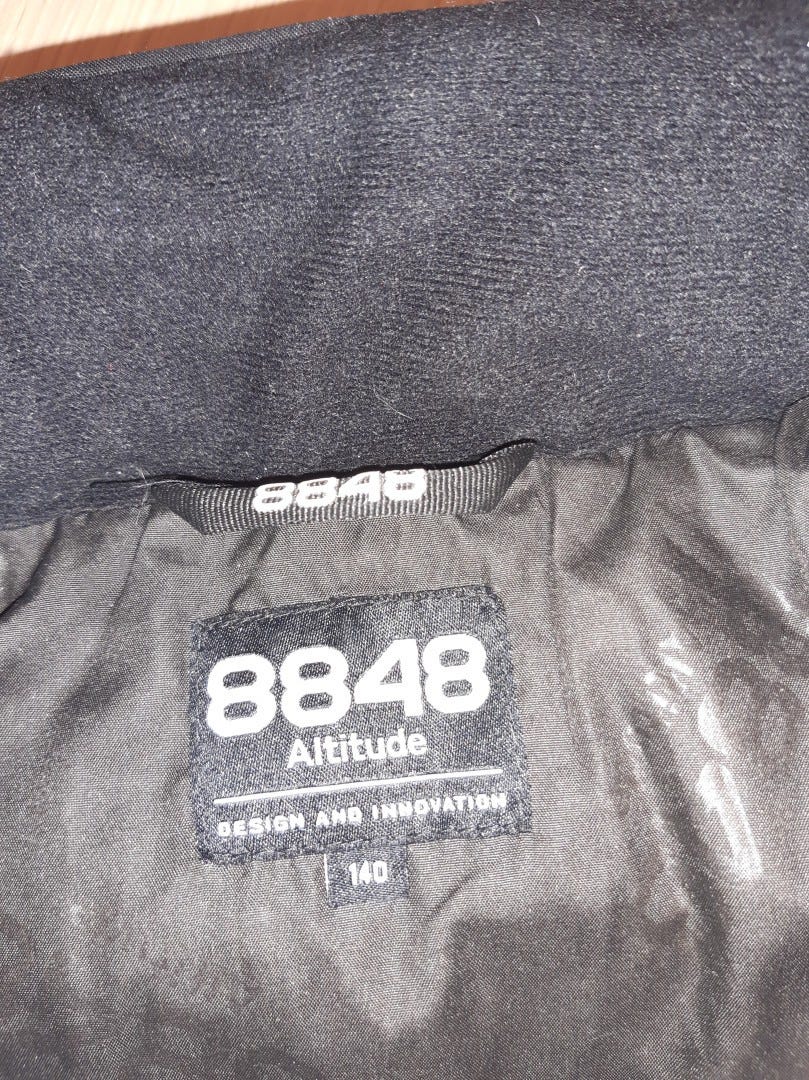 8848
8848
Altitude
DESIGN AND INNOVATION
140